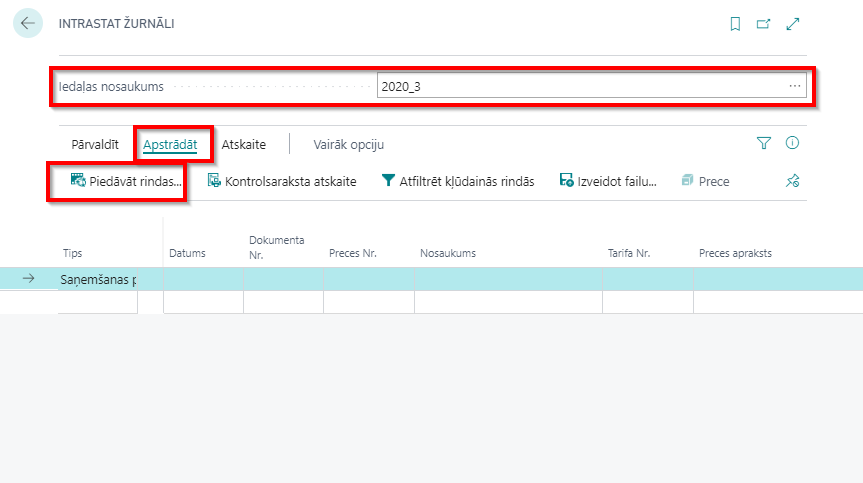 INTRASTAT ŽURNĀLI
Iedaļas nosaukums
2020_3
Pārvaldīt Apstrādāt Atskaite Vairāk opciju
Piedāvāt rindas... Kontrolsaraksta atskaite Atfiltrēt kļūdainās rindās Izveidot failu... Prece
Tips Datums Dokumenta Nr. Preces Nr. Nosaukums Tarifa Nr. Preces apraksts
Saņemšanas p